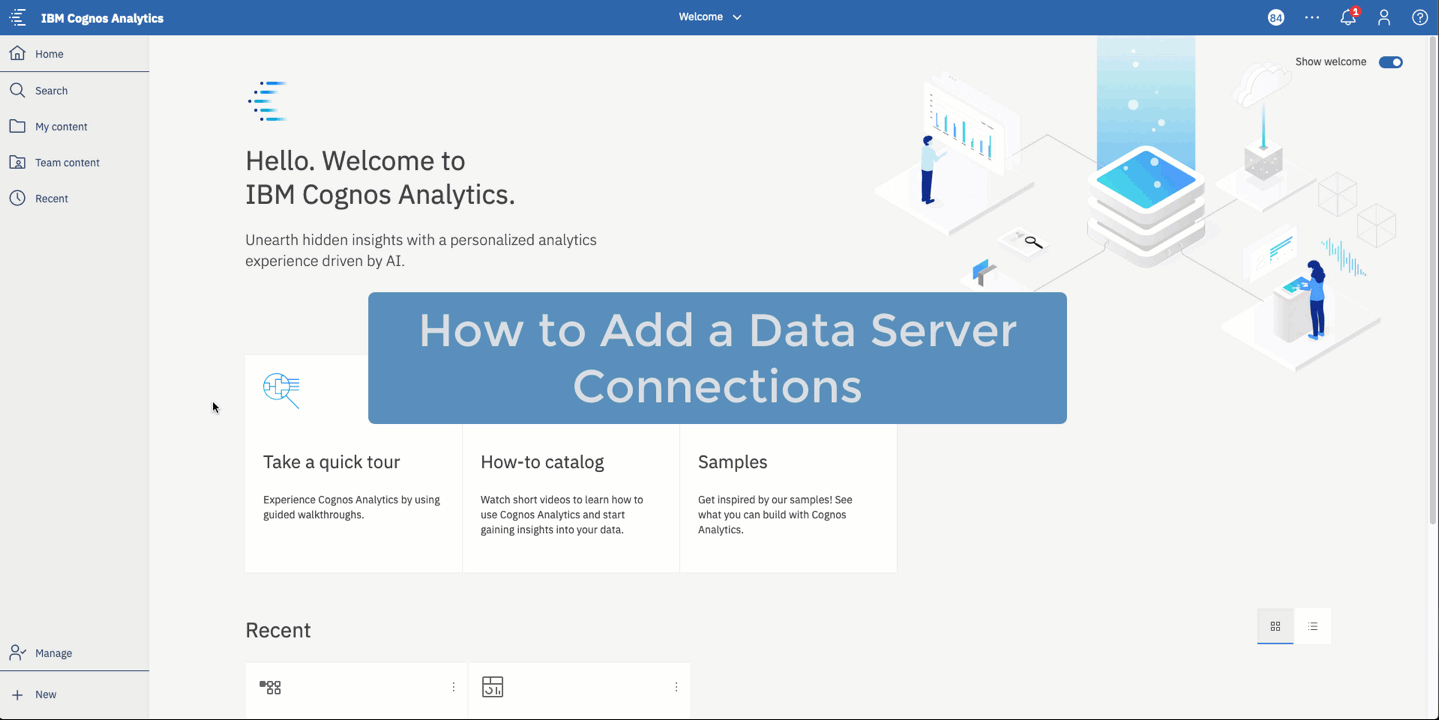 IBM Cognos Analytics
Welcome
84
1
Home
Search
My content
Team content
Recent
Show welcome
Hello. Welcome to
IBM Cognos Analytics.
Unearth hidden insights with a personalized analytics
experience driven by AI.
How to Add a Data Server
Connections
Take a quick tour
Experience Cognos Analytics by using
guided walkthroughs.
How-to catalog
Watch short videos to learn how to
use Cognos Analytics and start
gaining insights into your data.
Samples
Get inspired by our samples! See
what you can build with Cognos
Analytics.
Recent
Manage
New